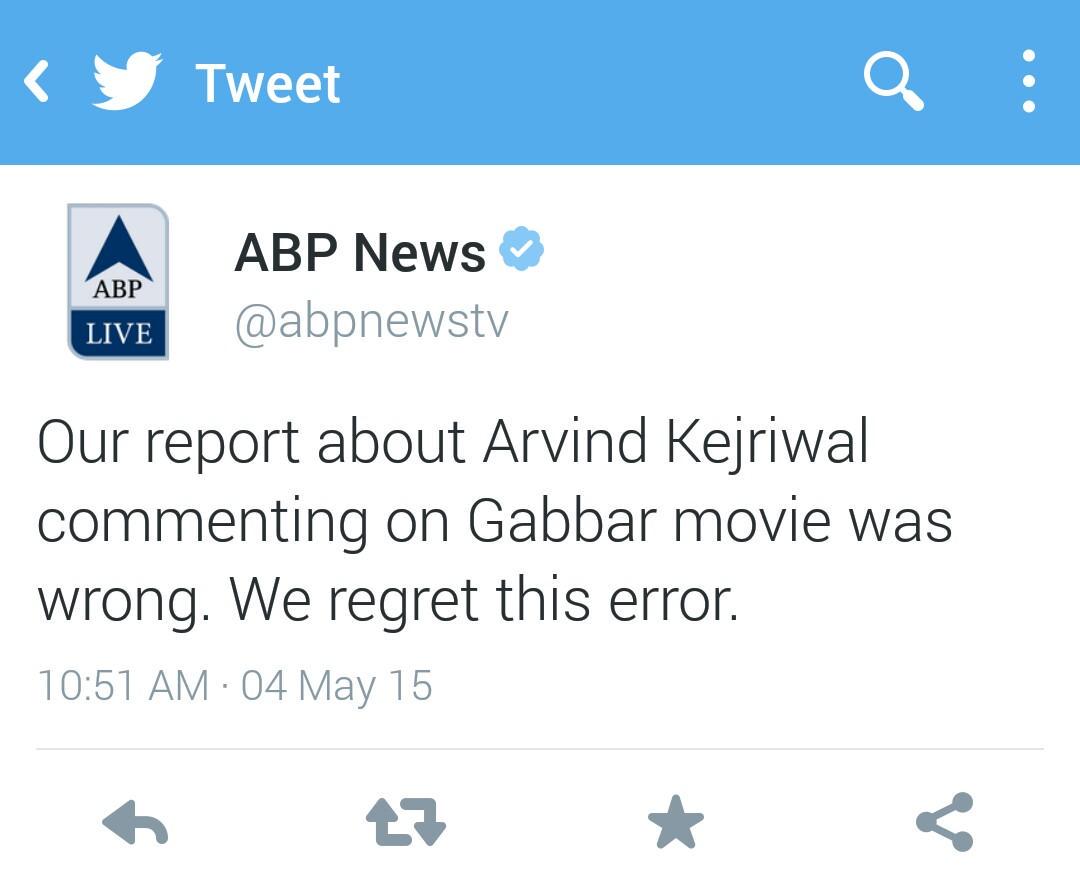 Tweet
ABP
LIVE
ABP News
@abpnewstv
Our report about Arvind Kejriwal
commenting on Gabbar movie was
wrong. We regret this error.
10:51 AM · 04 May 15